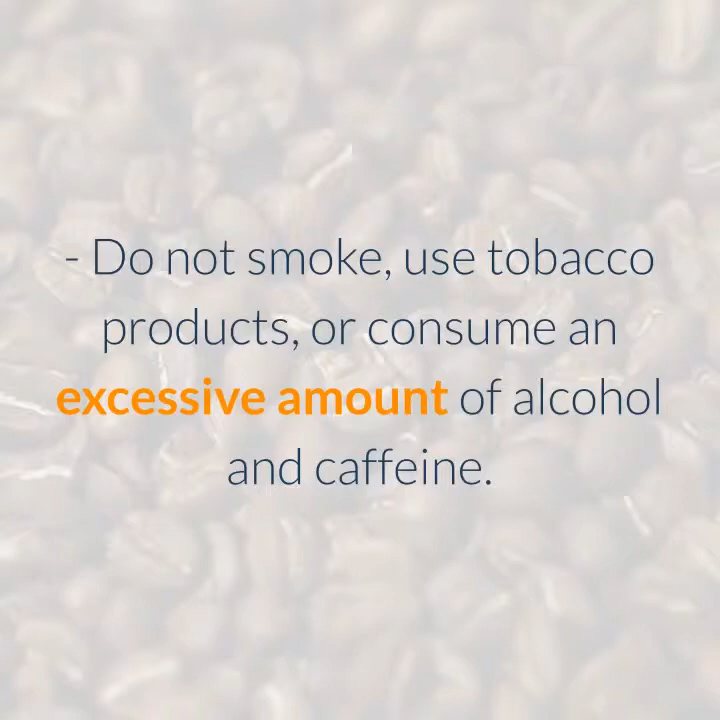 - Do not smoke, use tobacco
products, or consume an
excessive amount of alcohol
and caffeine.